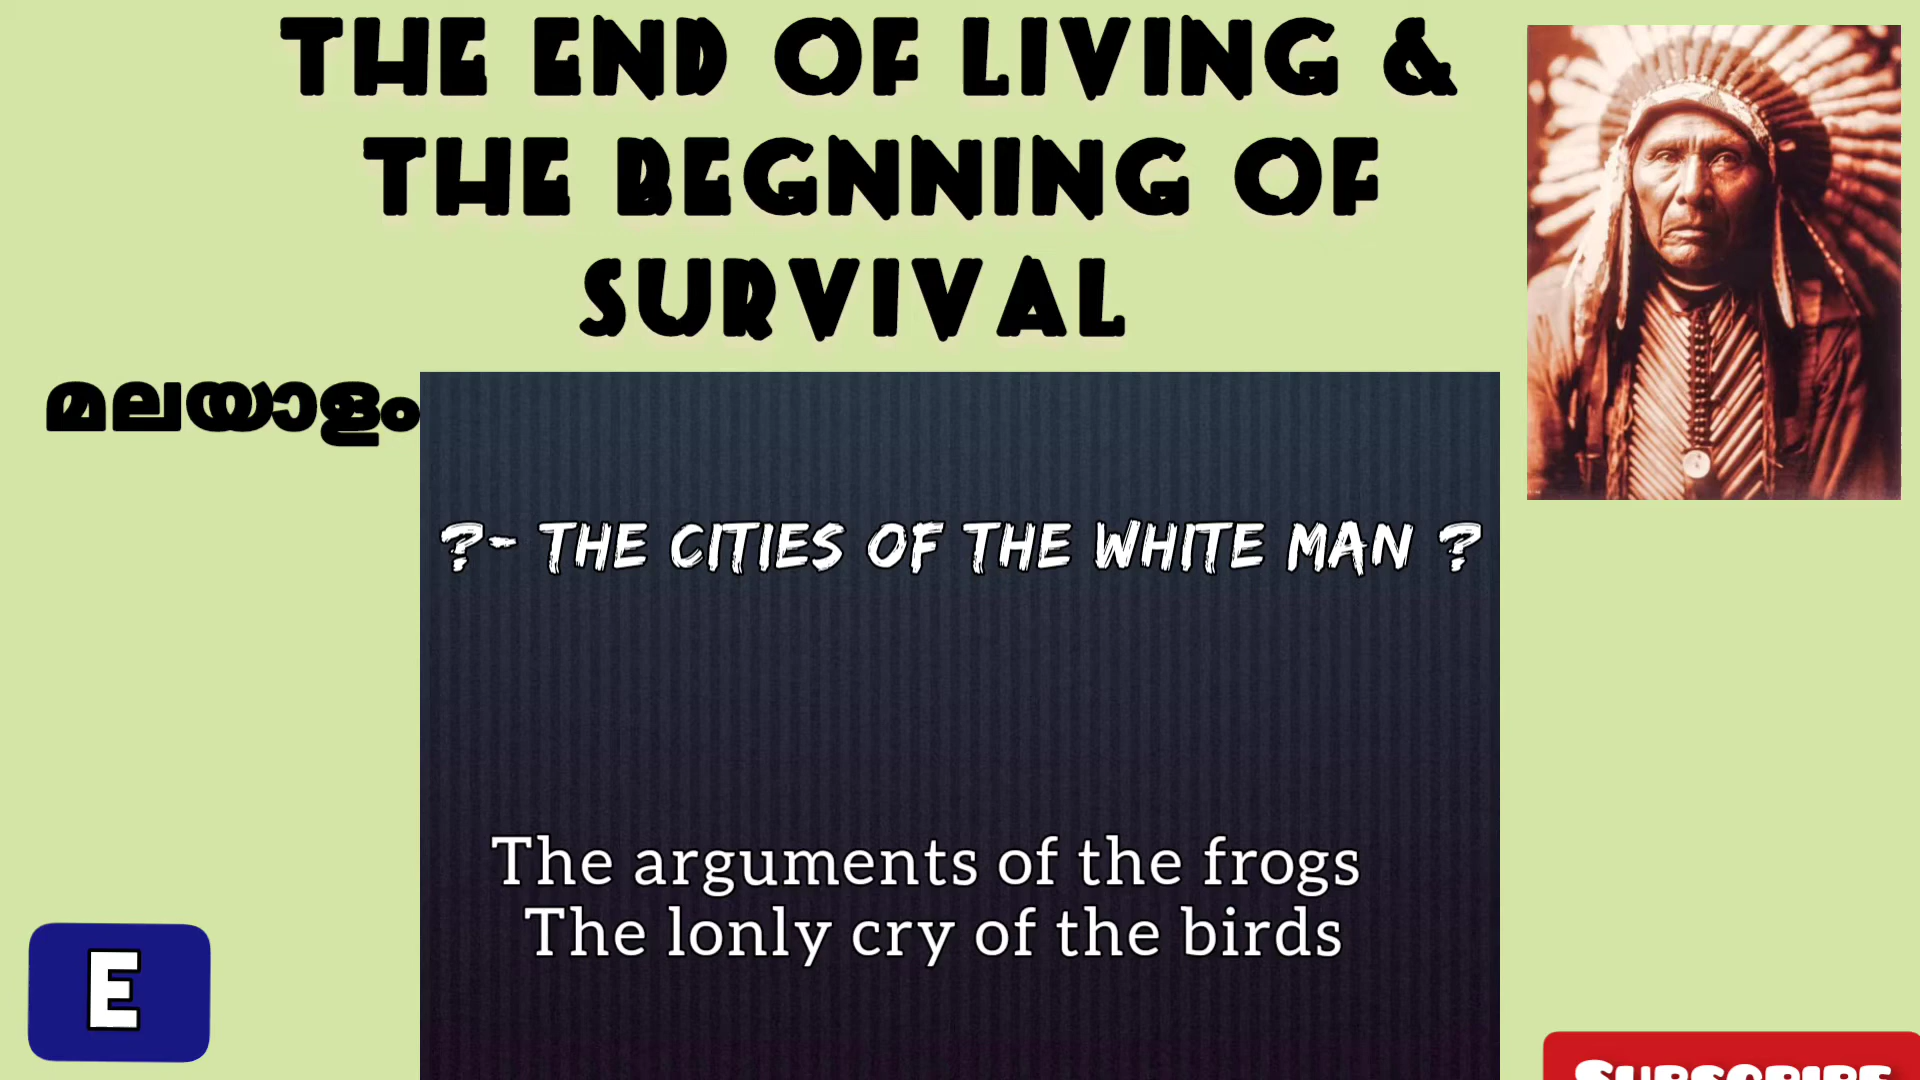 THE END OF LIVING &
THE BEGNNING OF
SURVIVAL
മലയാളം
?- THE CITIES OF THE WHITE MAN ?
The arguments of the frogs
The lonly cry of the birds
E
SUBSCRIBE